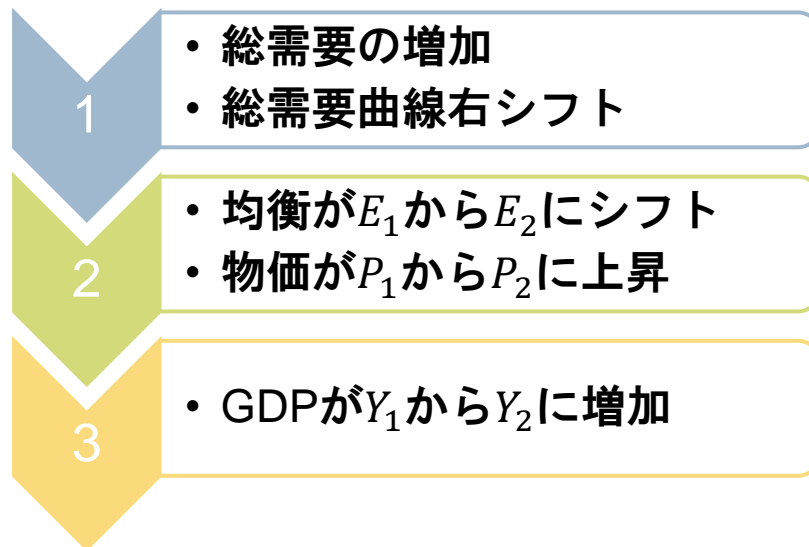 1
• 総需要の増加
• 総需要曲線右シフト
2
• 均衡がE₁からE₂にシフト
• 物価がP₁からP₂に上昇
3
• GDPがY₁からY₂に増加